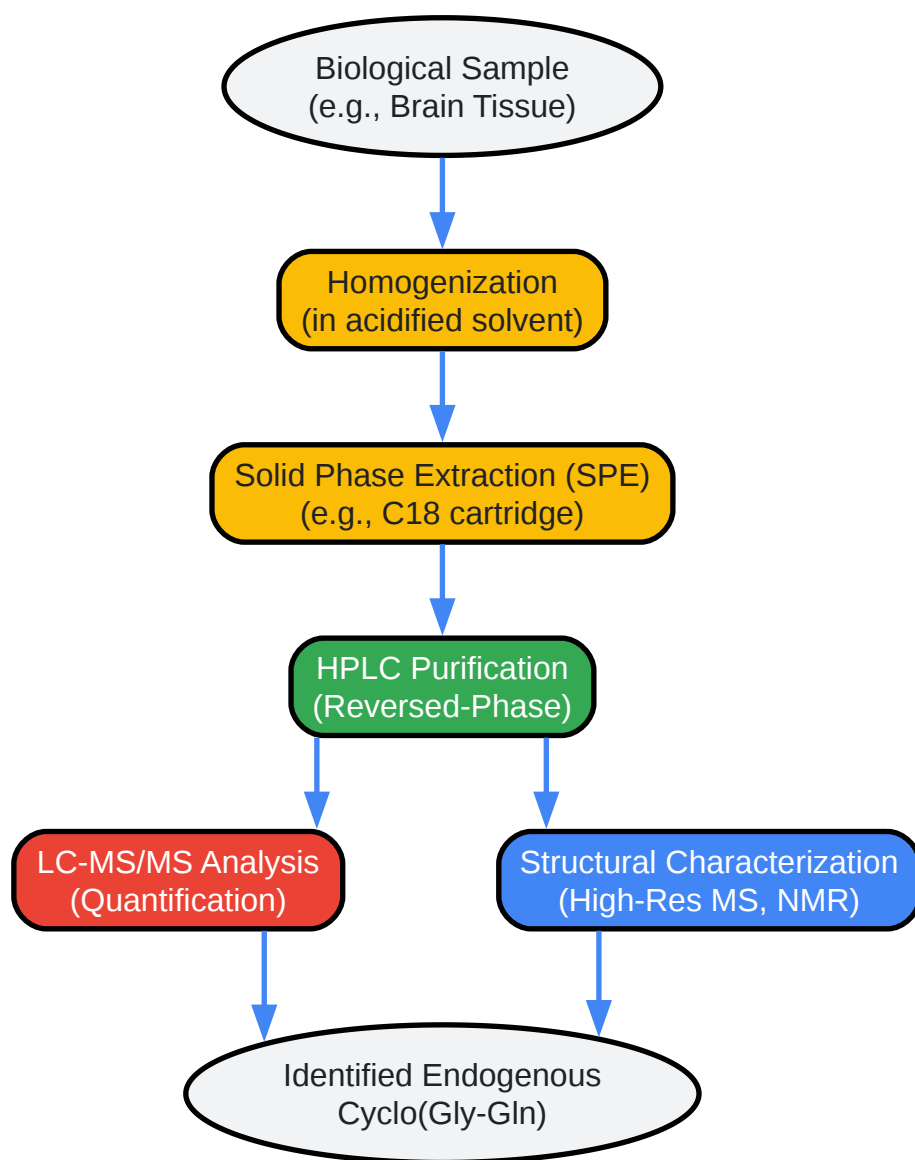 Biological Sample
(e.g., Brain Tissue)
Homogenization
(in acidified solvent)
Solid Phase Extraction (SPE)
(e.g., C18 cartridge)
HPLC Purification
(Reversed-Phase)
LC-MS/MS Analysis
(Quantification)
Structural Characterization
(High-Res MS, NMR)
Identified Endogenous
Cyclo(Gly-Gln)